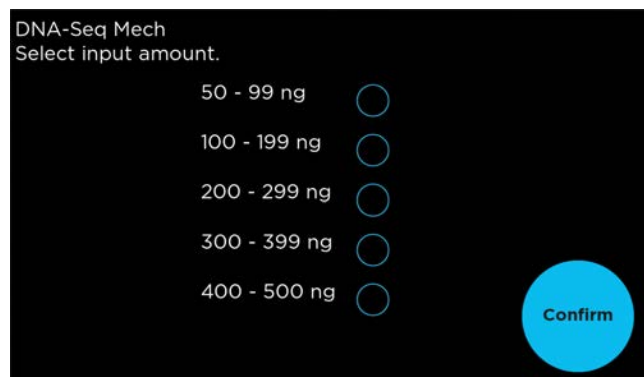 DNA-Seq Mech
Select input amount.
50 - 99 ng
100 - 199 ng
200 - 299 ng
300 - 399 ng
400 - 500 ng
Confirm